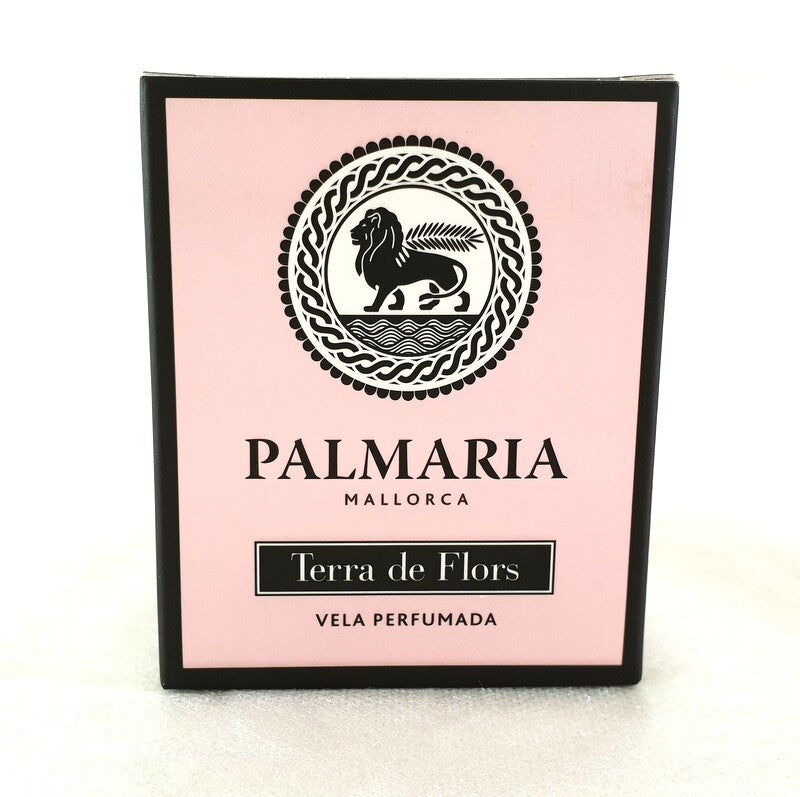 PALMARIA
MALLORCA
Terra de Flors
VELA PERFUMADA